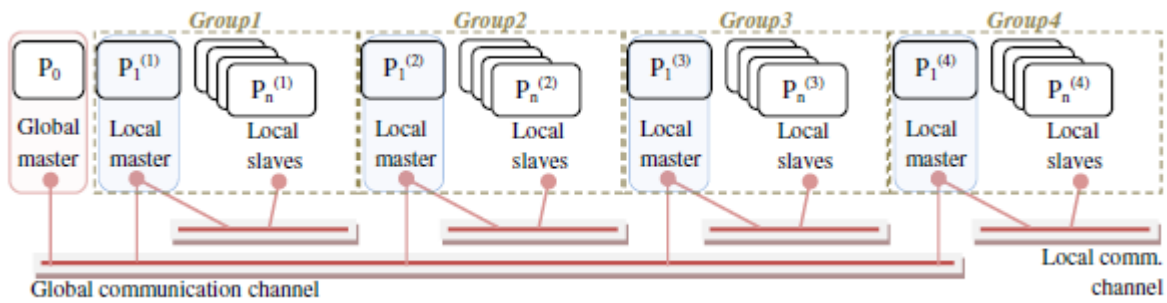 Group1 Group2 Group3 Group4
P₀ P₁⁽¹⁾ Pₙ⁽¹⁾ P₁⁽²⁾ Pₙ⁽²⁾ P₁⁽³⁾ Pₙ⁽³⁾ P₁⁽⁴⁾ Pₙ⁽⁴⁾
Global Local Local Local Local Local Local Local Local
master master slaves master slaves master slaves master slaves
Local comm.
Global communication channel channel